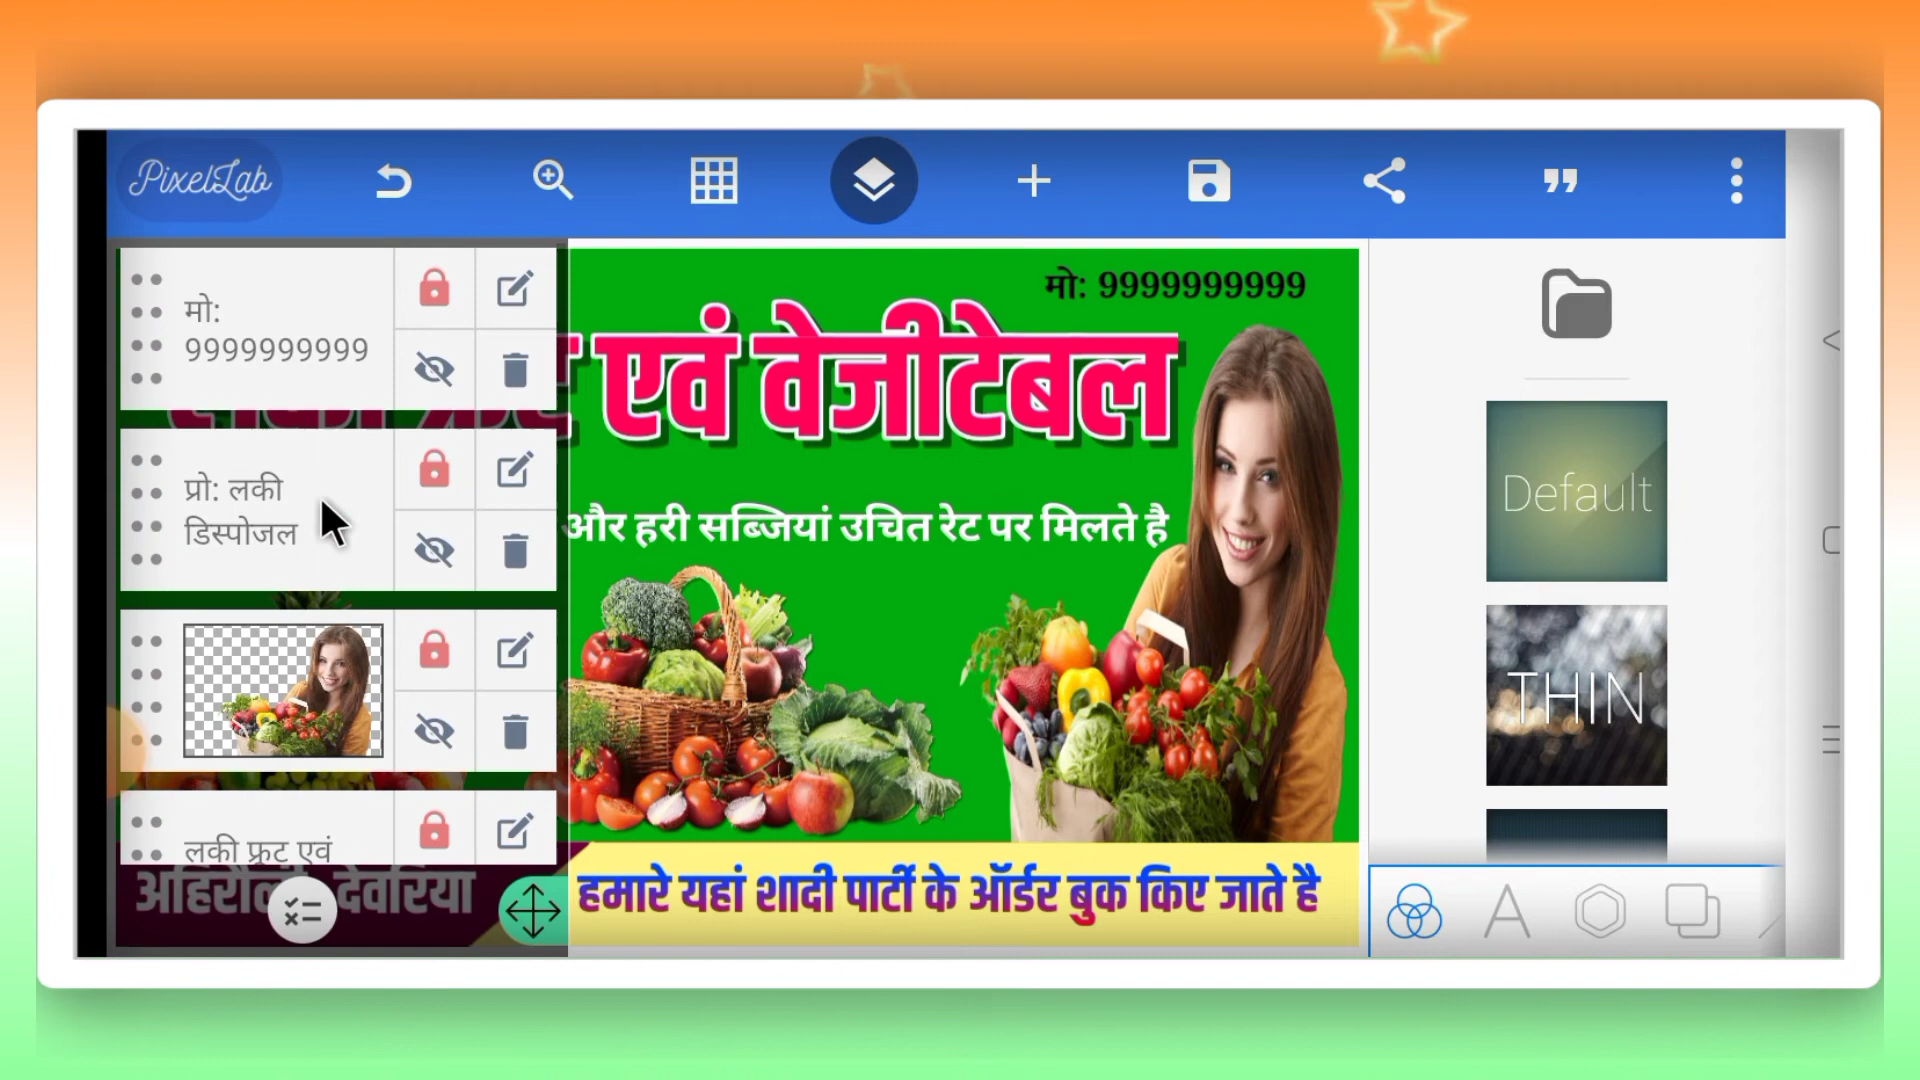 PixelLab
मो:
9999999999
प्रो: लकी
डिस्पोजल
लकी फ्रुट एवं
मो: 9999999999
एवं वेजीटेबल
और हरी सब्जियां उचित रेट पर मिलते है
देवरिया
हमारे यहां शादी पार्टी के ऑर्डर बुक किए जाते है
Default
THIN